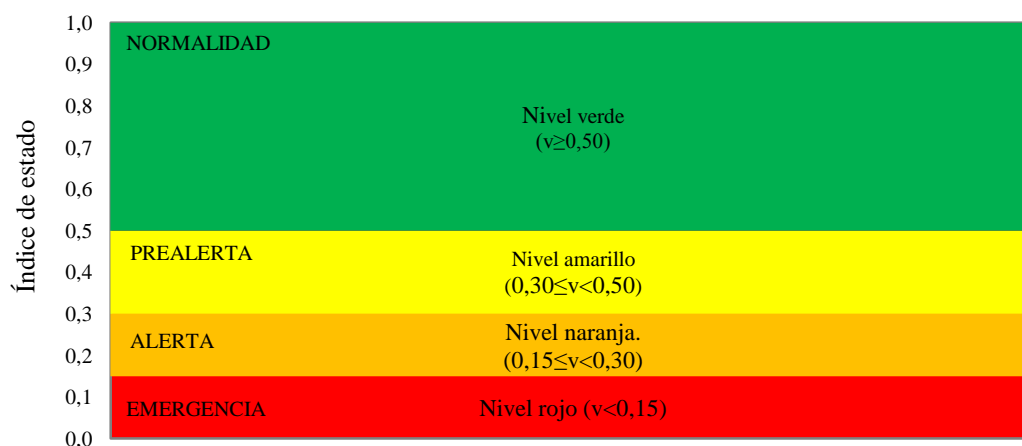 1,0
NORMALIDAD
0,9
0,8
Nivel verde
(v≥0,50)
0,7
0,6
Índice de estado
0,5
PREALERTA
Nivel amarillo
0,4
(0,30≤v<0,50)
0,3
Nivel naranja.
ALERTA
0,2
(0,15≤v<0,30)
0,1
EMERGENCIA
Nivel rojo (v<0,15)
0,0